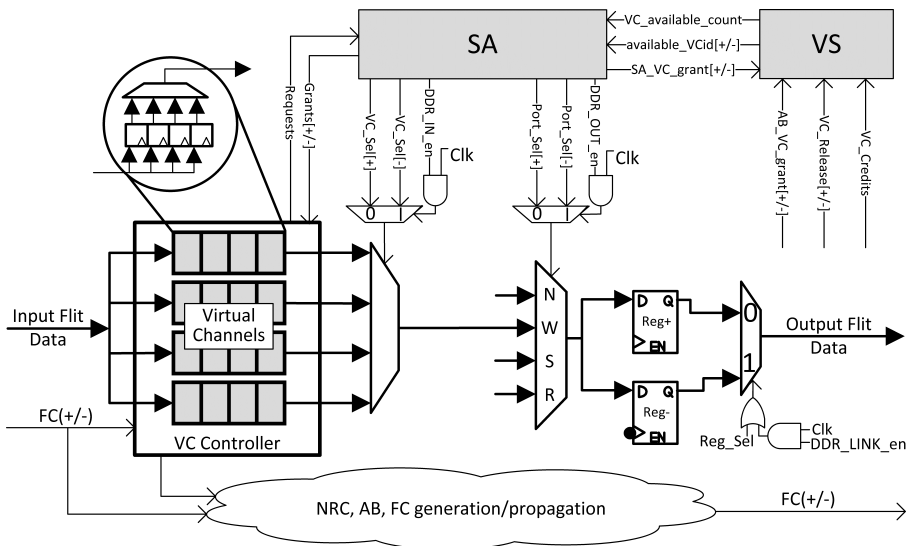 SA
VS
VC_available_count
available_VCid[+/-]
SA_VC_grant[+/-]
Requests
Grants[+/-]
VC_Sel[+]
VC_Sel[-]
DDR_IN_en
Clk
Port_Sel[+]
Port_Sel[-]
DDR_OUT_en
Clk
AB_VC_grant[+/-]
VC_Release[+/-]
VC_Credits
0
1
0
1
Input Flit
Data
Virtual
Channels
VC Controller
FC(+/-)
N
W
S
R
D Q
Reg+
EN
D Q
Reg-
EN
0
1
Output Flit
Data
Reg_Sel
Clk
DDR_LINK_en
NRC, AB, FC generation/propagation
FC(+/-)